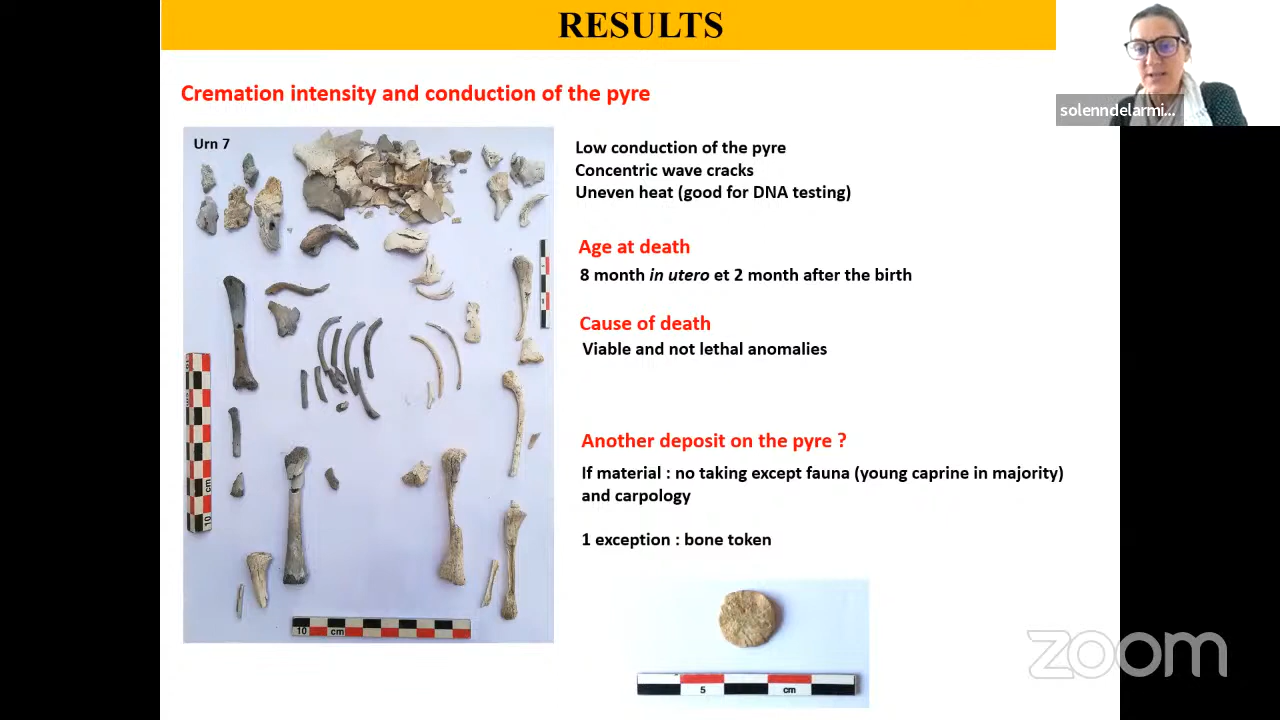 RESULTS
solenndelarmi...
Cremation intensity and conduction of the pyre
Urn 7
Low conduction of the pyre
Concentric wave cracks
Uneven heat (good for DNA testing)
Age at death
8 month in utero et 2 month after the birth
Cause of death
Viable and not lethal anomalies
Another deposit on the pyre ?
If material : no taking except fauna (young caprine in majority)
and carpology
1 exception : bone token
10 cm
10 cm
5 cm
zoom